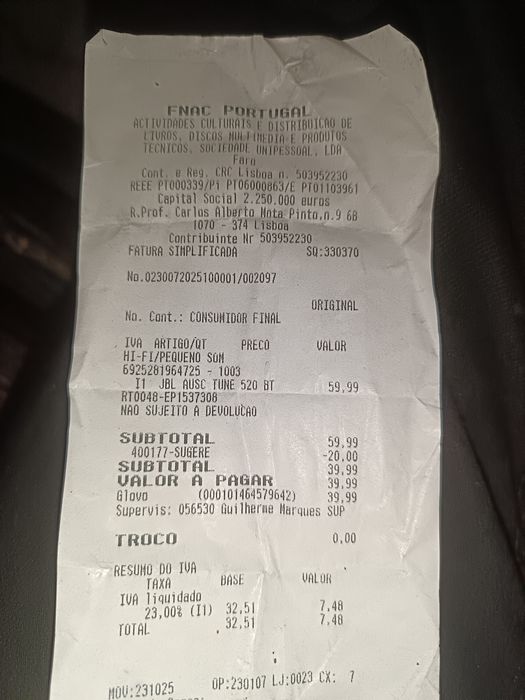 FNAC PORTUGAL
ACTIVIDADES CULTURAIS E DISTRIBUICAO DE
LIVROS, DISCOS MULTIMEDIA E PRODUTOS
TECNICOS, SOCIEDADE UNIPESSOAL, LDA
Faro
Cont. e Reg. CRC Lisboa n. 503952230
REEE PT000339/Pi PT06000863/E PT01103961
Capital Social 2.250.000 euros
R.Prof. Carlos Alberto Mota Pinto,n.9 6B
1070 - 374 Lisboa
Contribuinte Nr 503952230
FATURA SIMPLIFICADA SQ:330370
No.0230072025100001/002097
ORIGINAL
No. Cont.: CONSUMIDOR FINAL
IVA ARTIGO/QT PRECO VALOR
HI-FI/PEQUENO SOM
6925281964725 - 1003
I1 JBL AUSC TUNE 520 BT 59,99
RT0048-EP1537308
NAO SUJEITO A DEVOLUCAO
SUBTOTAL 59,99
400177-SUGERE -20,00
SUBTOTAL 39,99
VALOR A PAGAR 39,99
Glovo (000101464579642) 39,99
Supervis: 056530 Guilherme Marques SUP
TROCO 0,00
RESUMO DO IVA
TAXA BASE VALOR
IVA liquidado
23,00% (I1) 32,51 7,48
TOTAL 32,51 7,48
MOV:231025 OP:230107 LJ:0023 CX: 7